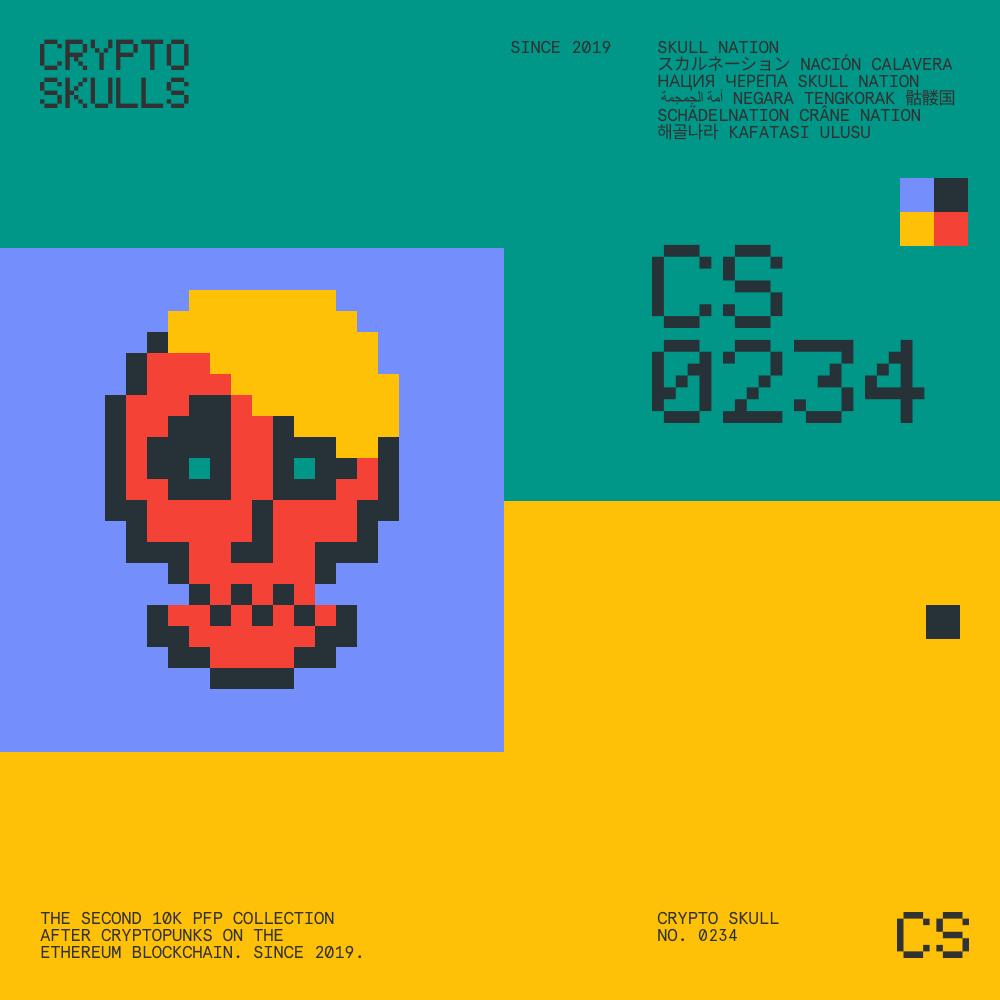 CRYPTO
SKULLS
SINCE 2019
SKULL NATION
スカルネーション NACIÓN CALAVERA
НАЦИЯ ЧЕРЕПА SKULL NATION
أمة الجمجمة NEGARA TENGKORAK 骷髅国
SCHÄDELNATION CRÂNE NATION
해골나라 KAFATASI ULUSU
CS
0234
THE SECOND 10K PFP COLLECTION
AFTER CRYPTOPUNKS ON THE
ETHEREUM BLOCKCHAIN. SINCE 2019.
CRYPTO SKULL
NO. 0234
CS